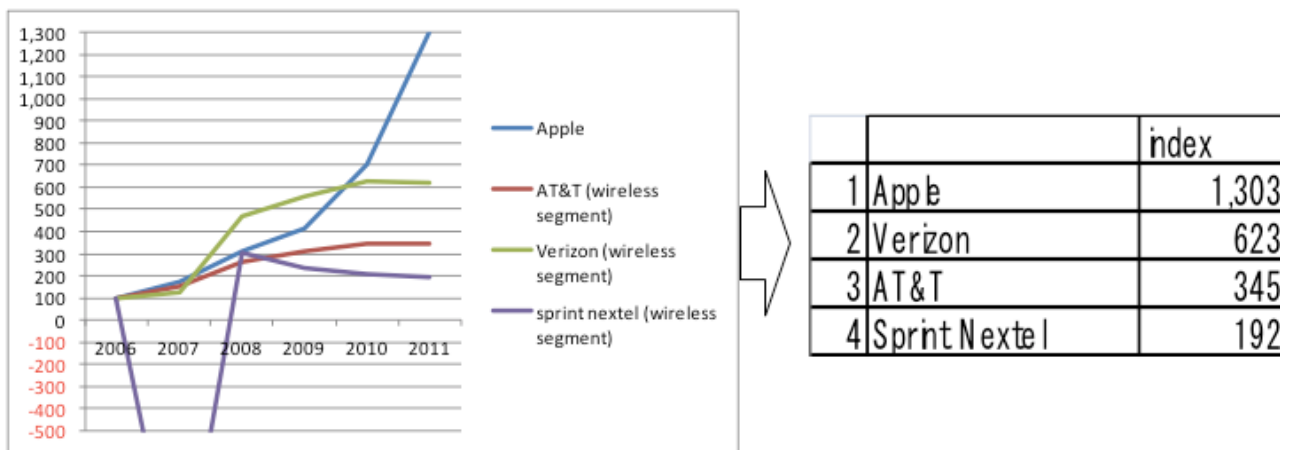 1,300
1,200
1,100
1,000
900
800
700
600
500
400
300
200
100
0
-100
-200
-300
-400
-500
2006 2007 2008 2009 2010 2011
Apple
AT&T (wireless
segment)
Verizon (wireless
segment)
sprint nextel (wireless
segment)
index
1 Apple 1,303
2 Verizon 623
3 AT&T 345
4 Sprint Nextel 192